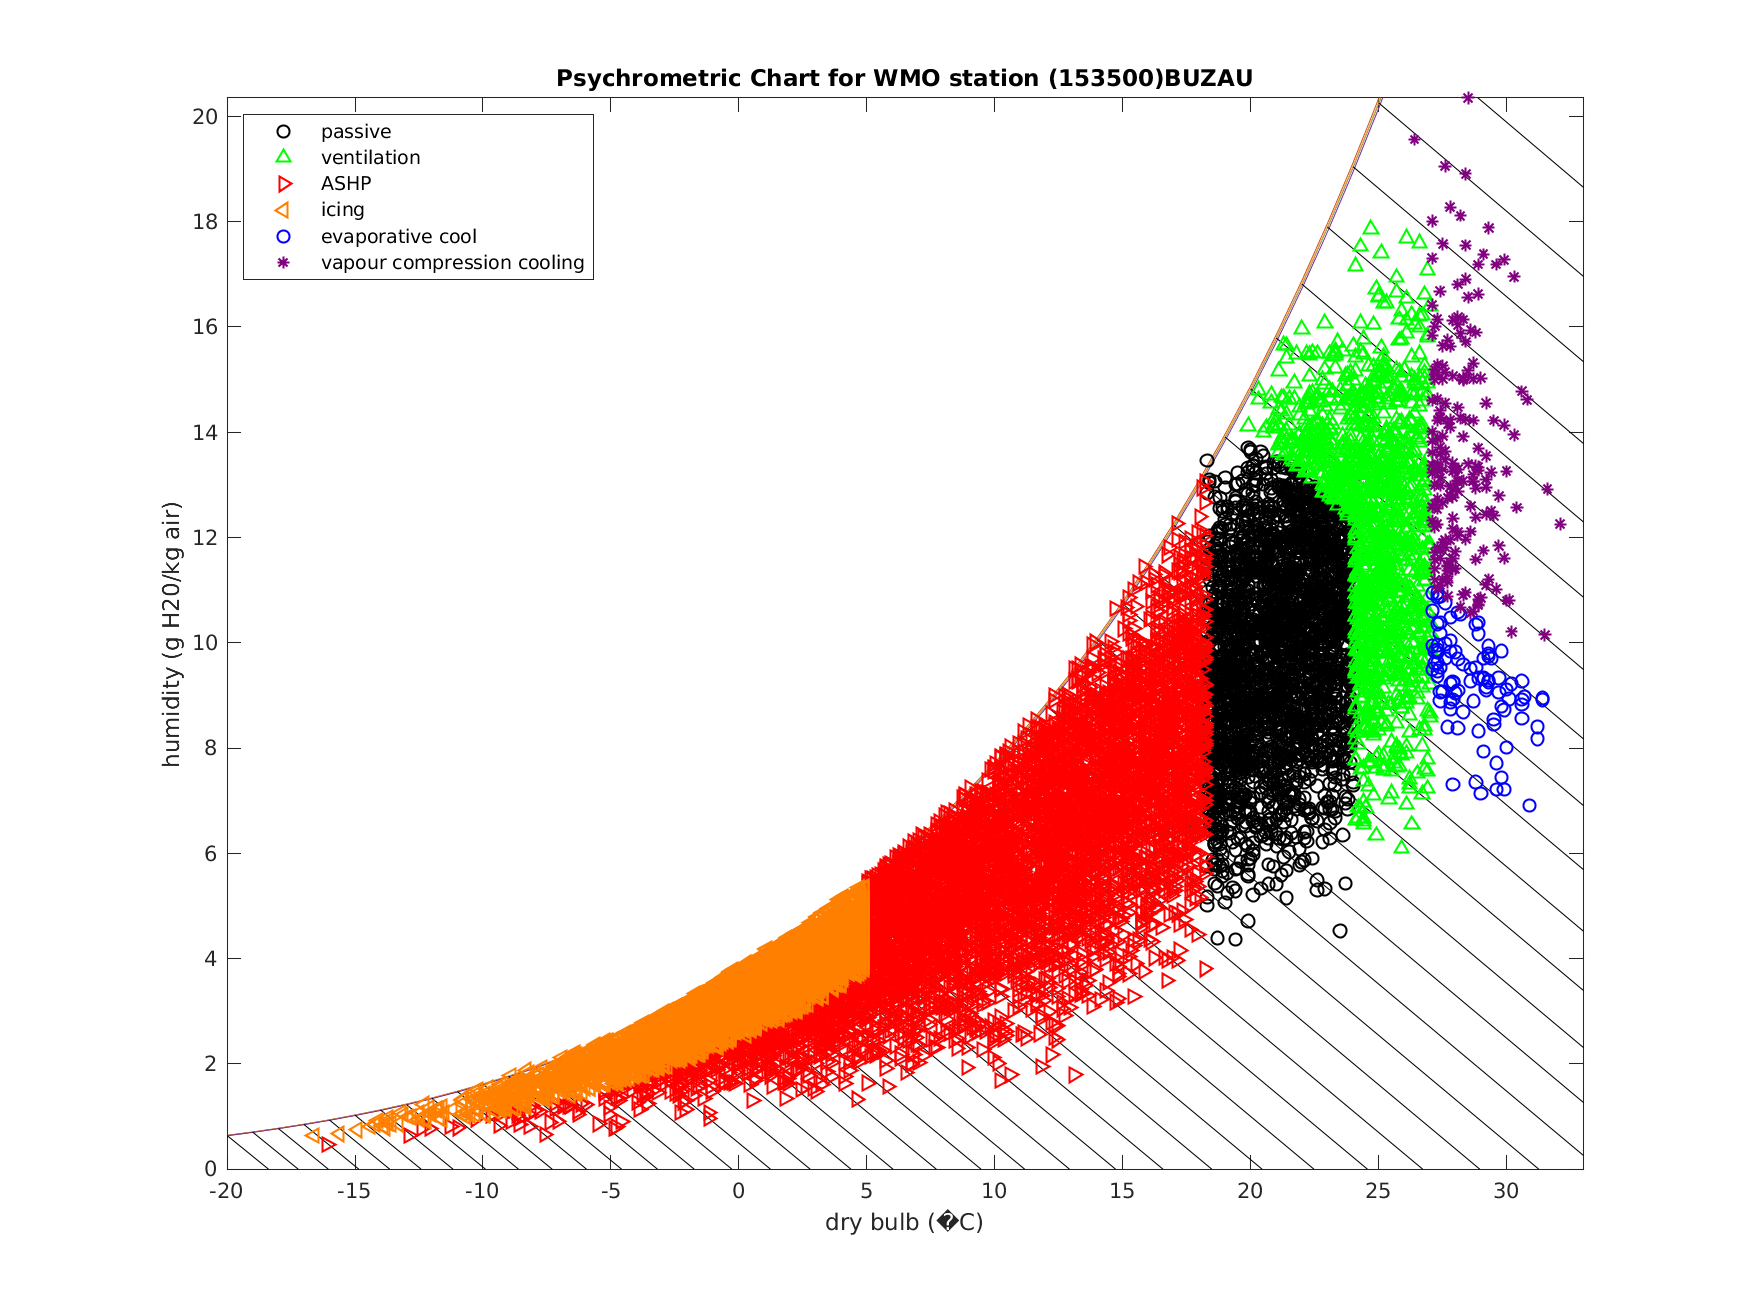 Psychrometric Chart for WMO station (153500)BUZAU
passive
ventilation
ASHP
icing
evaporative cool
vapour compression cooling
humidity (g H20/kg air)
20
18
16
14
12
10
8
6
4
2
0
-20 -15 -10 -5 0 5 10 15 20 25 30
dry bulb (�C)